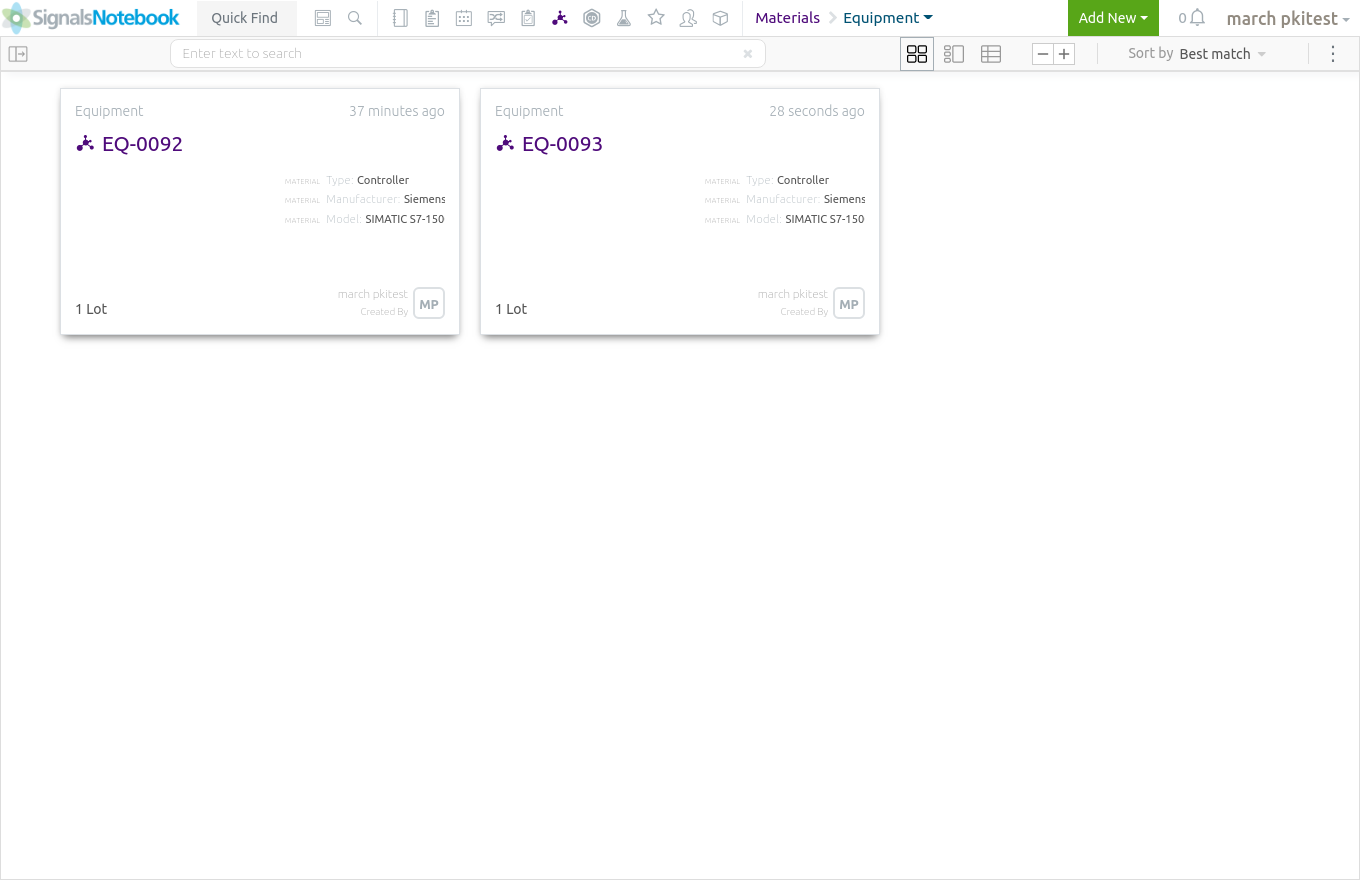 SignalsNotebook Quick Find Materials Equipment Add New 0 march pkitest
Enter text to search Sort by Best match
Equipment 37 minutes ago
EQ-0092
MATERIAL Type: Controller
MATERIAL Manufacturer: Siemens
MATERIAL Model: SIMATIC S7-150
march pkitest
Created By
MP
1 Lot
Equipment 28 seconds ago
EQ-0093
MATERIAL Type: Controller
MATERIAL Manufacturer: Siemens
MATERIAL Model: SIMATIC S7-150
march pkitest
Created By
MP
1 Lot